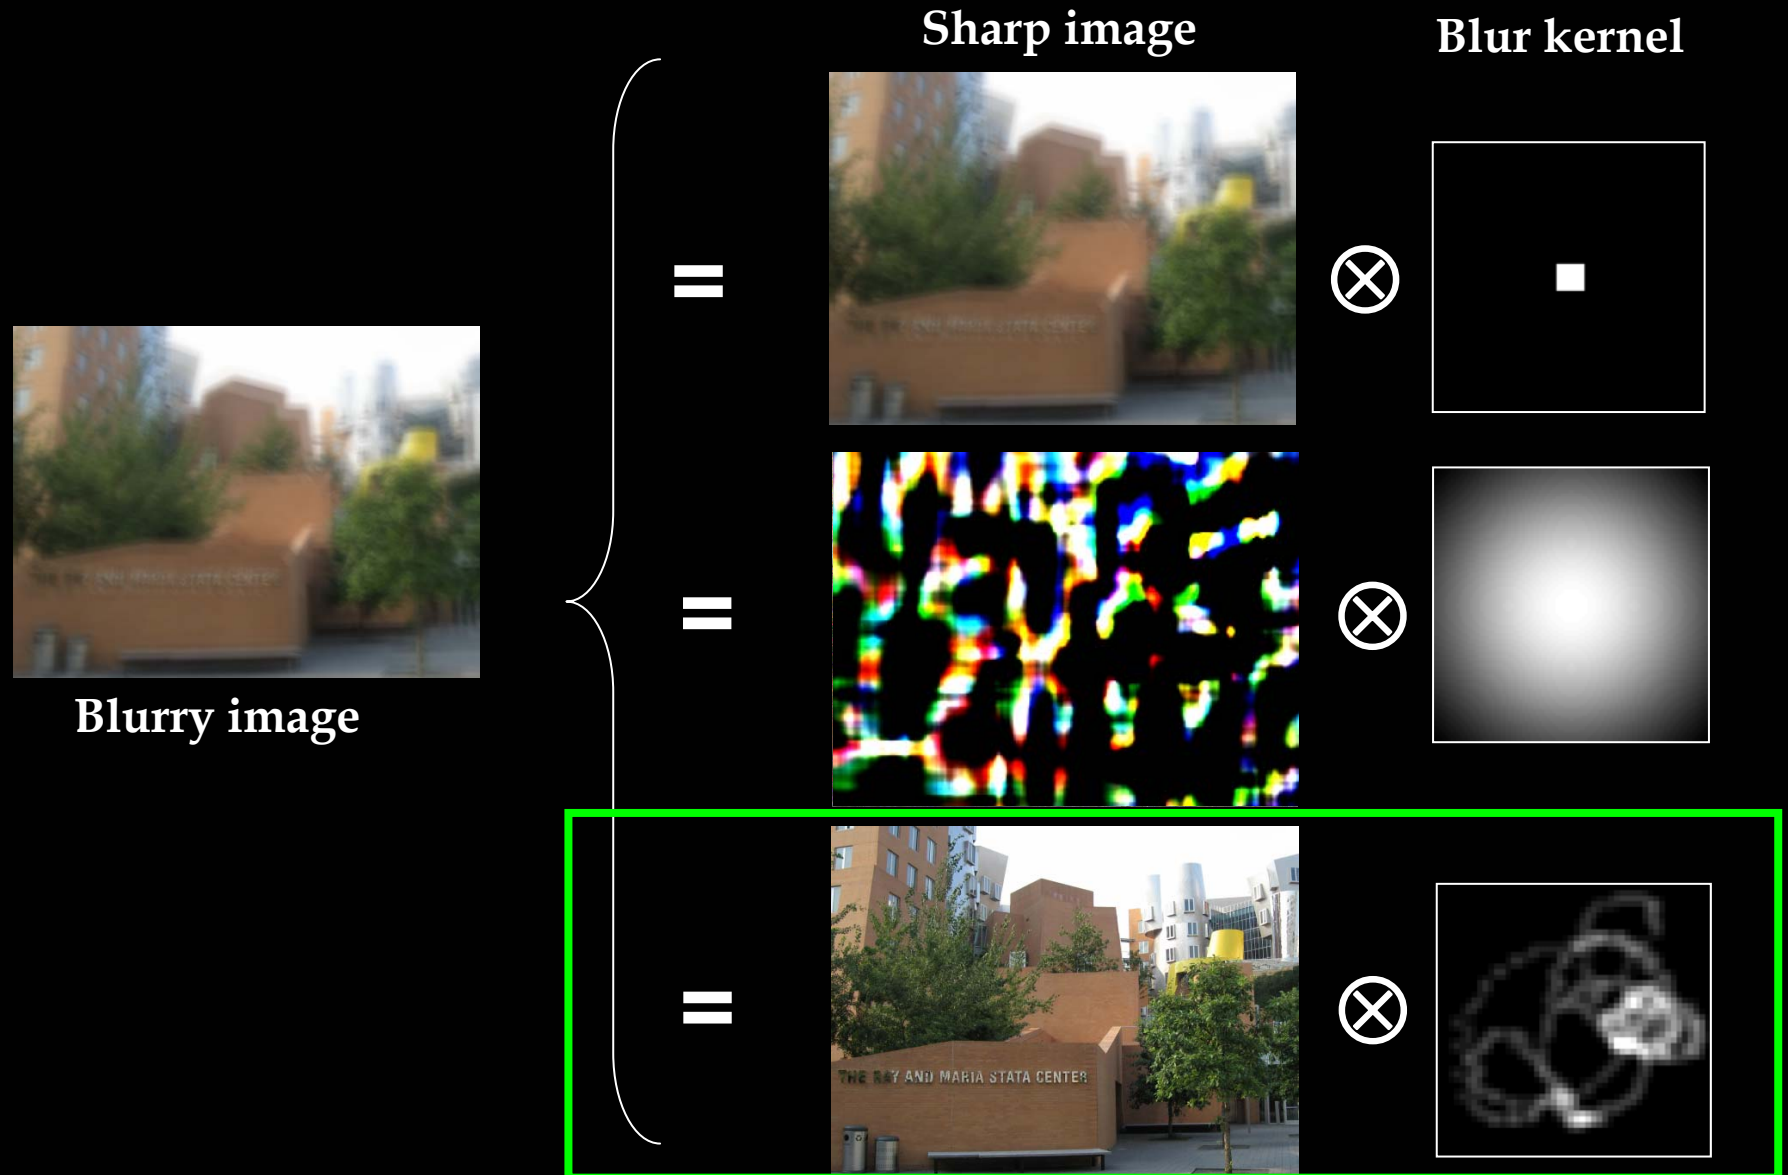 Sharp image
Blur kernel
=
⊗
Blurry image
=
⊗
=
⊗
THE RAY AND MARIA STATA CENTER